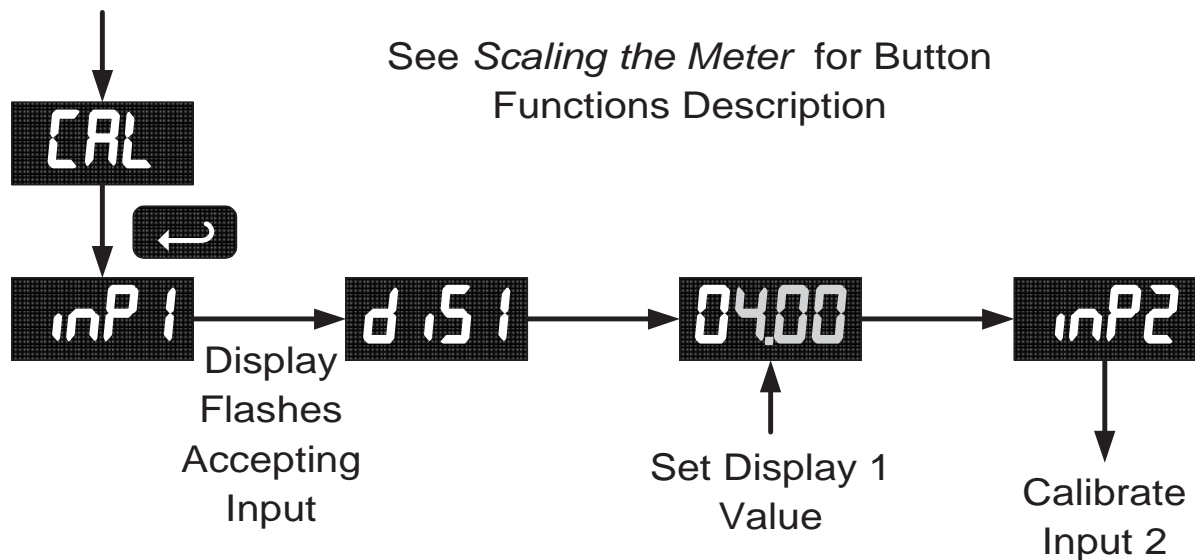 See Scaling the Meter for Button
Functions Description
CAL
inP1
diS1
04.00
inP2
Display
Flashes
Accepting
Input
Set Display 1
Value
Calibrate
Input 2